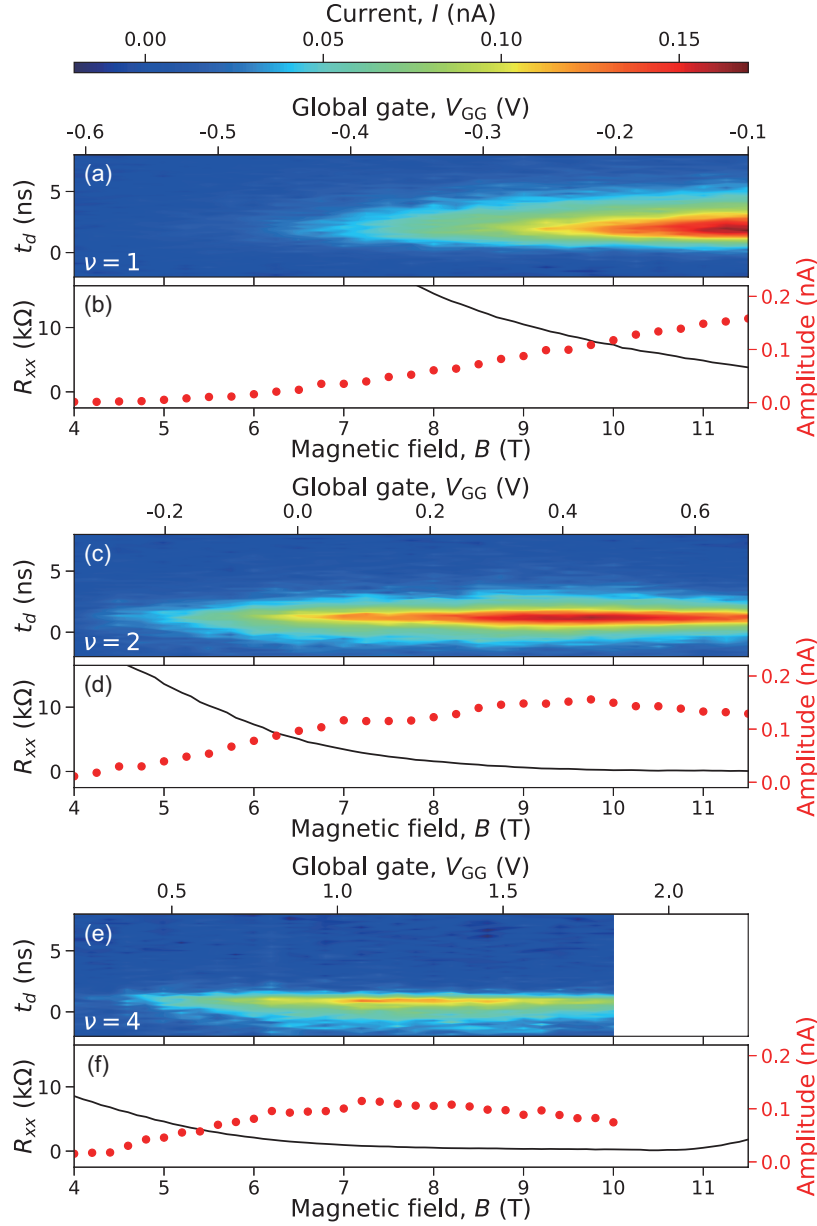 Current, I (nA)
0.00 0.05 0.10 0.15
Global gate, V_GG (V)
-0.6 -0.5 -0.4 -0.3 -0.2 -0.1
(a)
5
0
t_d (ns)
ν = 1
(b)
10
0
R_xx (kΩ)
0.2
0.1
0.0
Amplitude (nA)
4 5 6 7 8 9 10 11
Magnetic field, B (T)
Global gate, V_GG (V)
-0.2 0.0 0.2 0.4 0.6
(c)
5
0
t_d (ns)
ν = 2
(d)
10
0
R_xx (kΩ)
0.2
0.1
0.0
Amplitude (nA)
4 5 6 7 8 9 10 11
Magnetic field, B (T)
Global gate, V_GG (V)
0.5 1.0 1.5 2.0
(e)
5
0
t_d (ns)
ν = 4
(f)
10
0
R_xx (kΩ)
0.2
0.1
0.0
Amplitude (nA)
4 5 6 7 8 9 10 11
Magnetic field, B (T)